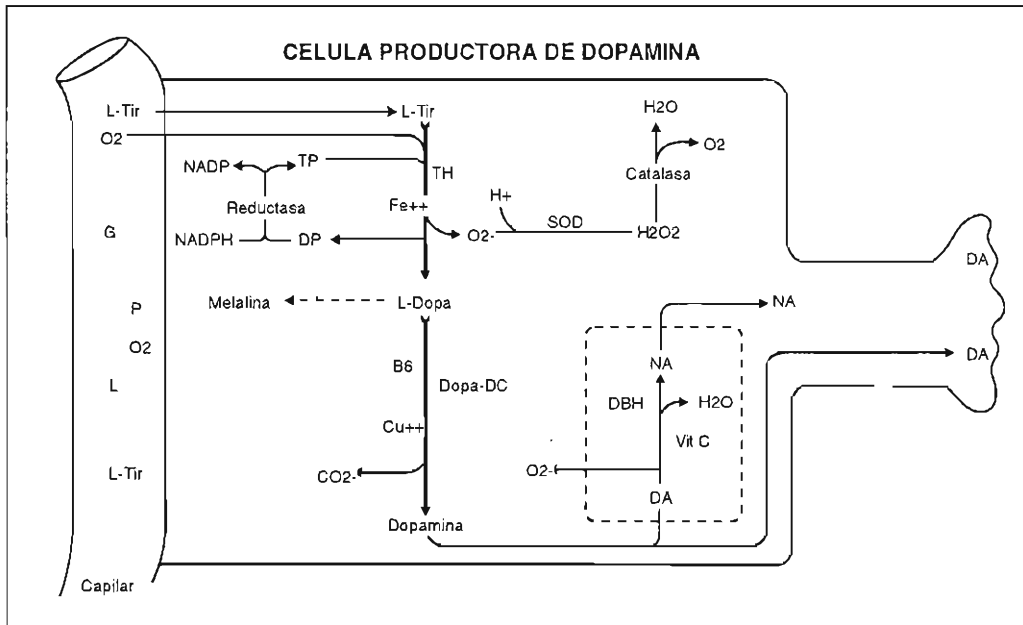 CELULA PRODUCTORA DE DOPAMINA
L-Tir
L-Tir
H2O
O2
O2
NADP
TP
TH
Catalasa
Reductasa
Fe++
H+
SOD
G
NADPH
DP
O2-
H2O2
DA
P
Melalina
L-Dopa
NA
O2
NA
DA
L
B6
Dopa-DC
DBH
H2O
Cu++
Vit C
L-Tir
CO2-
O2-
DA
Dopamina
Capilar